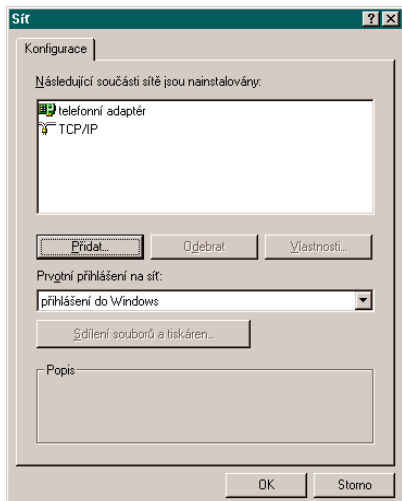 Síť
Konfigurace
Následující součásti sítě jsou nainstalovány:
telefonní adaptér
TCP/IP
Přidat...
Odebrat
Vlastnosti...
Prvotní přihlášení na síť:
přihlášení do Windows
Sdílení souborů a tiskáren...
Popis
OK
Storno